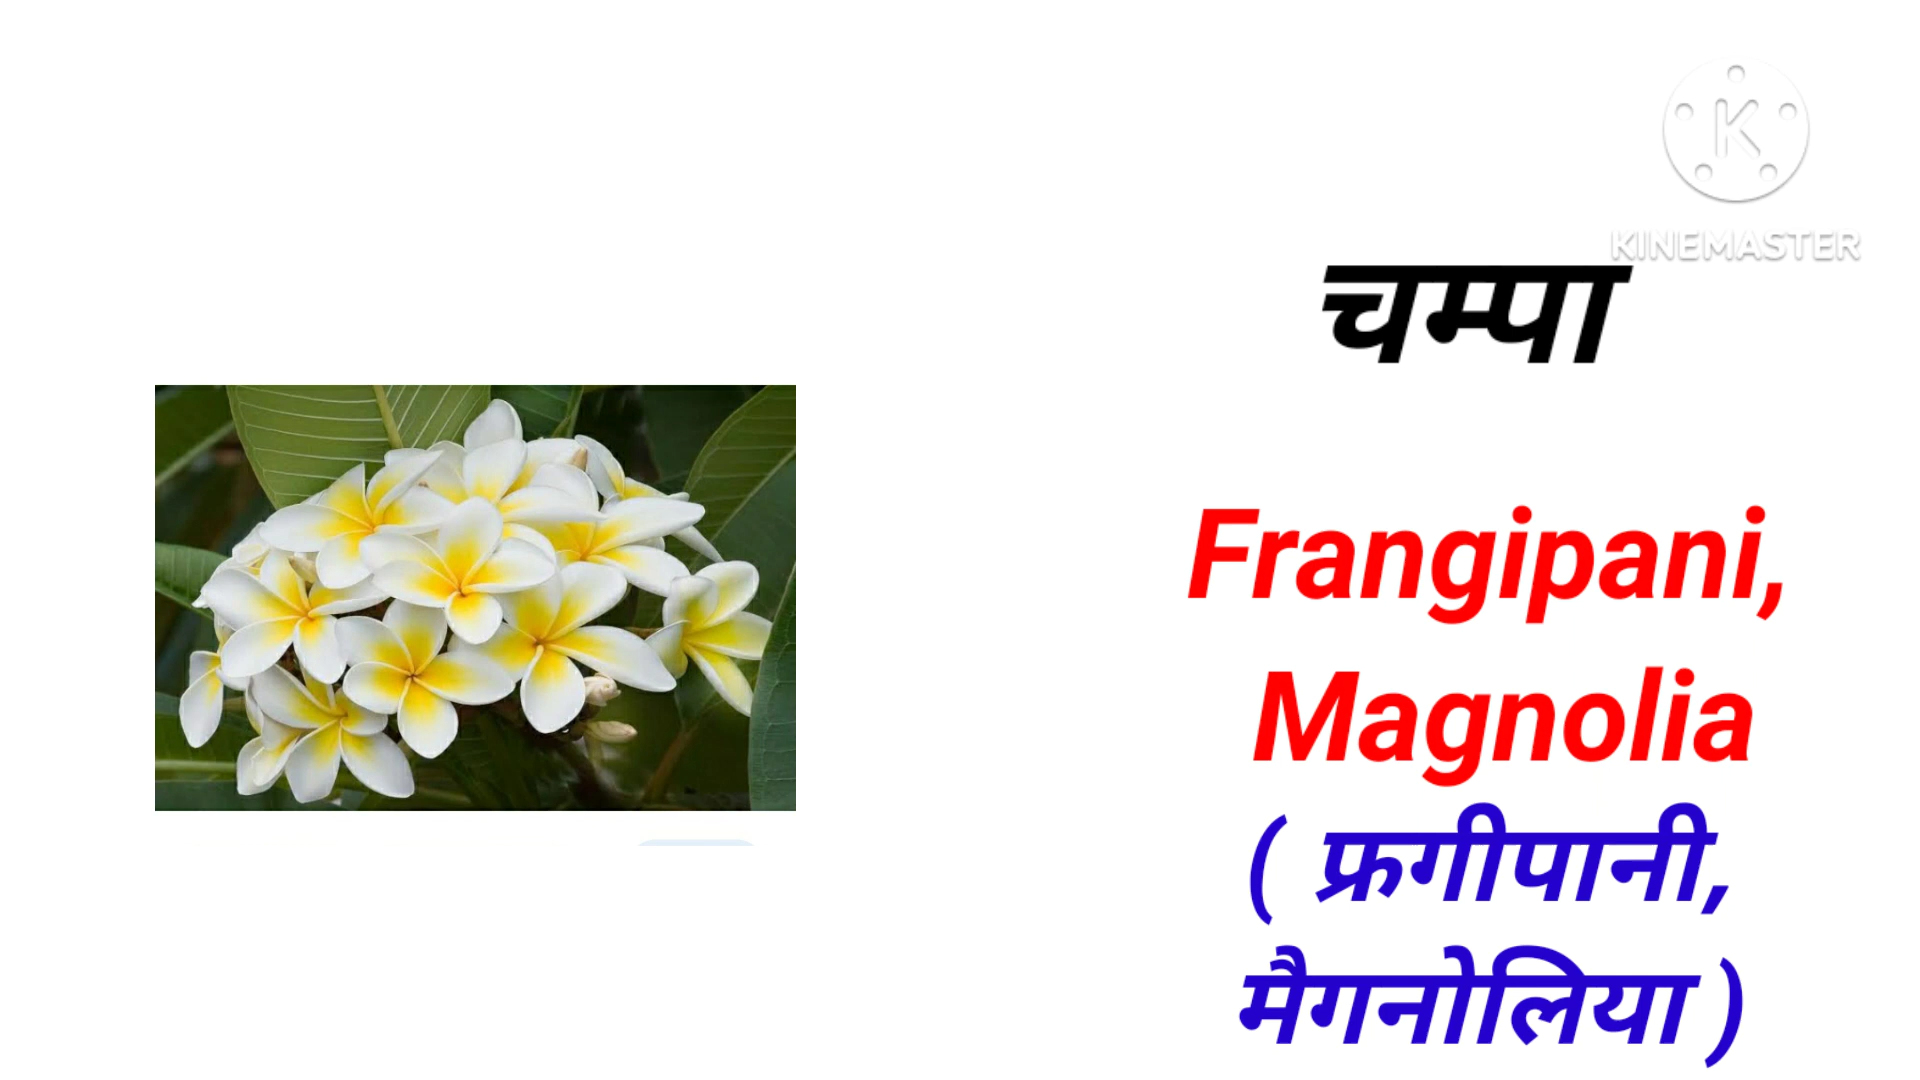 K
KINEMASTER
चम्पा
Frangipani,
Magnolia
( फ्रगीपानी,
मैगनोलिया )